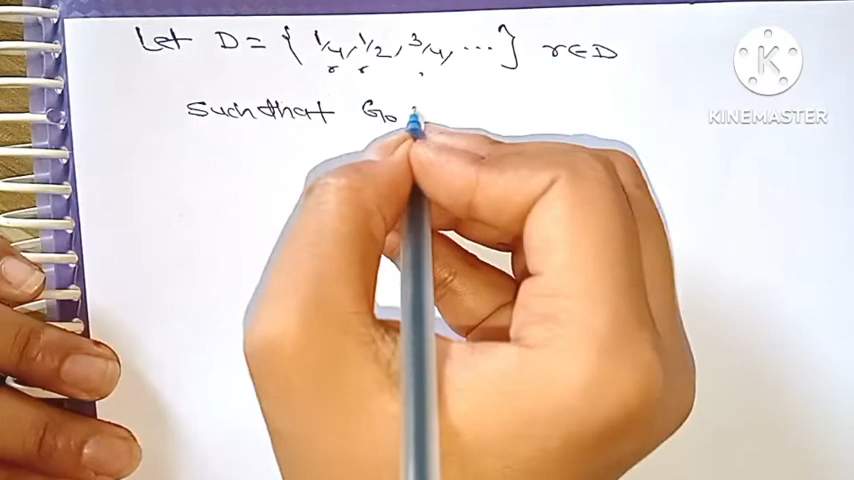 Let D = { 1/4, 1/2, 3/4, ... } r ∈ D
r r
such that G0
K
KINEMASTER